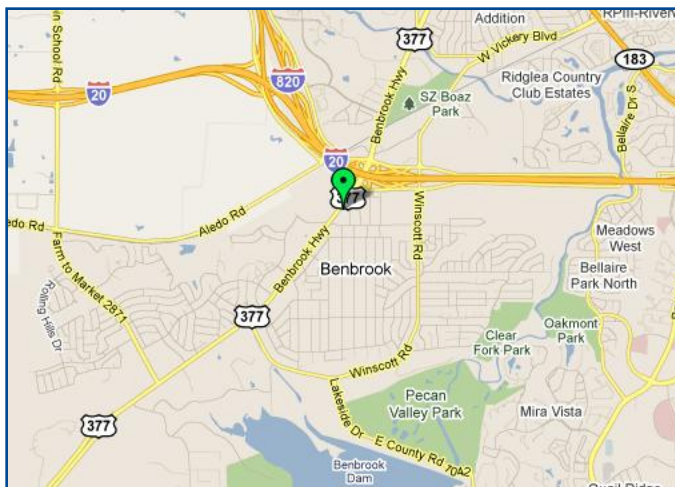 Addition
RPIII-River
377
W Vickery Blvd
183
School Rd
820
Ridglea Country
Club Estates
20
SZ Boaz
Park
Bellaire Dr S
Benbrook Hwy
20
377
Aledo Rd
Winscott Rd
edo Rd
Meadows
West
Benbrook Hwy
Farm to Market 2871
Benbrook
Bellaire
Park North
Rolling Hills Dr
377
Clear
Fork Park
Oakmont
Park
Winscott Rd
Lakeside Dr
Pecan
Valley Park
Mira Vista
377
E County Rd 70A2
Benbrook
Dam
Quail Ridge